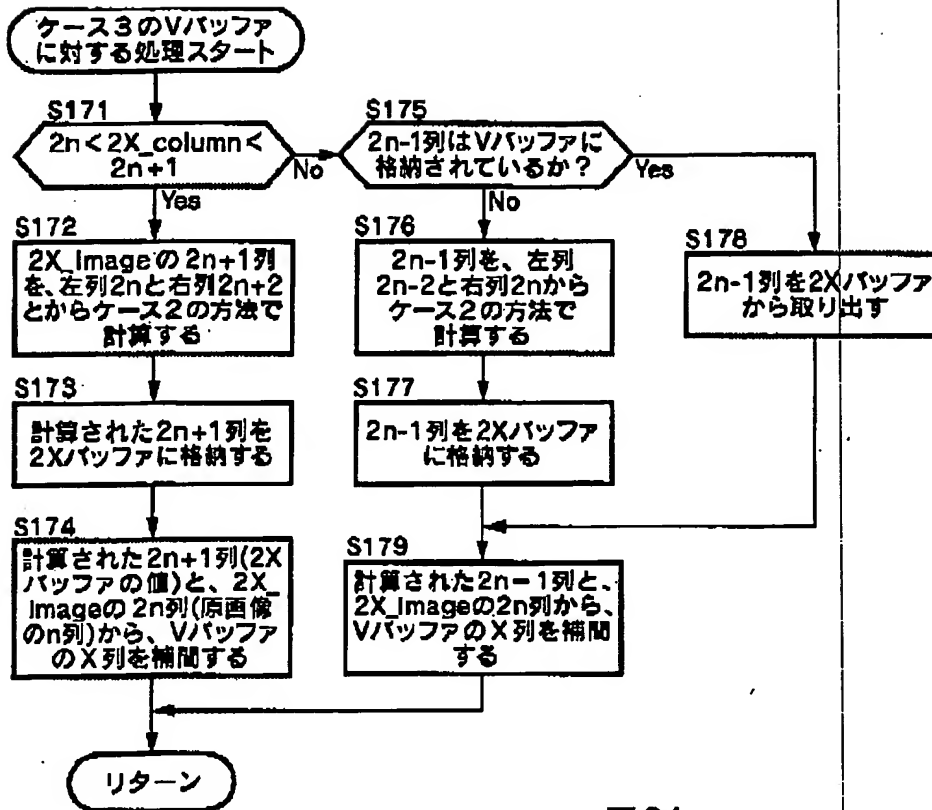 ケース3のVバッファ
に対する処理スタート
S171
2n<2X_column<
2n+1
No
Yes
S175
2n-1列はVバッファに
格納されているか?
Yes
No
S172
2X_Imageの2n+1列
を、左列2nと右列2n+2
とからケース2の方法で
計算する
S176
2n-1列を、左列
2n-2と右列2nから
ケース2の方法で
計算する
S178
2n-1列を2Xバッファ
から取り出す
S173
計算された2n+1列を
2Xバッファに格納する
S177
2n-1列を2Xバッファ
に格納する
S174
計算された2n+1列(2X
バッファの値)と、2X_
Imageの2n列(原画像
のn列)から、Vバッファ
のX列を補間する
S179
計算された2n-1列と、
2X_Imageの2n列から、
VバッファのX列を補間
する
リターン